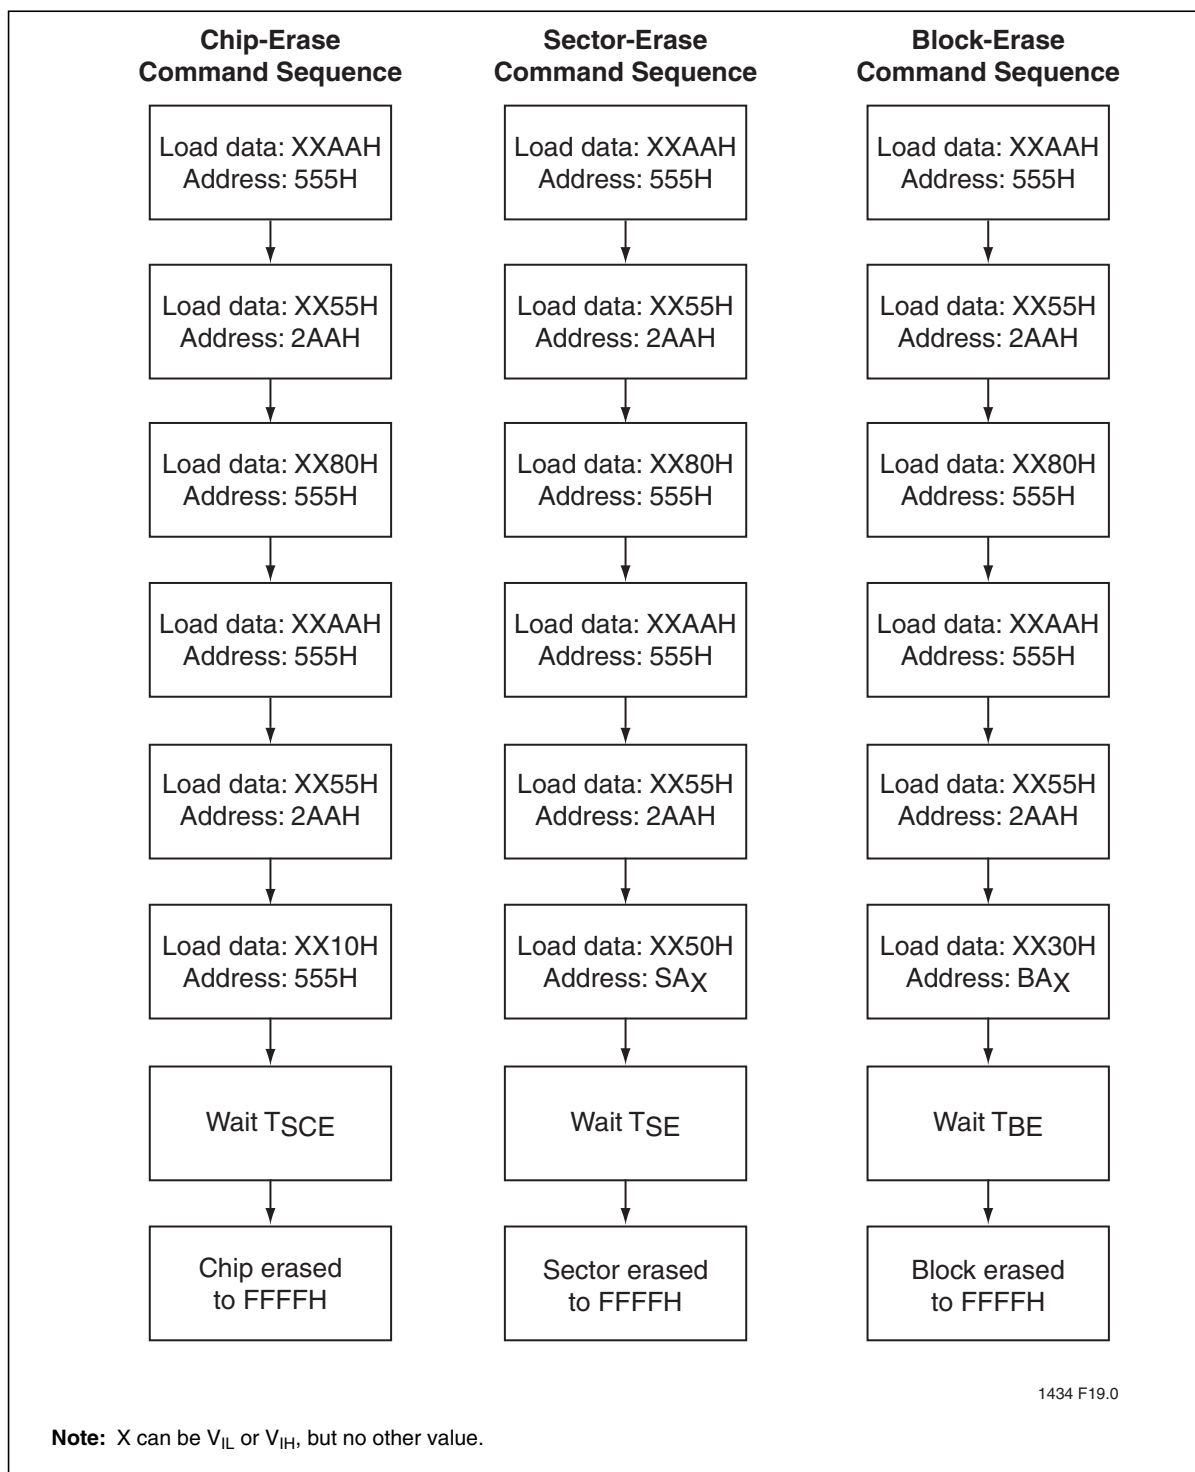 Chip-Erase
Command Sequence
Load data: XXAAH
Address: 555H
Load data: XX55H
Address: 2AAH
Load data: XX80H
Address: 555H
Load data: XXAAH
Address: 555H
Load data: XX55H
Address: 2AAH
Load data: XX10H
Address: 555H
Wait TSCE
Chip erased
to FFFFH
Sector-Erase
Command Sequence
Load data: XXAAH
Address: 555H
Load data: XX55H
Address: 2AAH
Load data: XX80H
Address: 555H
Load data: XXAAH
Address: 555H
Load data: XX55H
Address: 2AAH
Load data: XX50H
Address: SAX
Wait TSE
Sector erased
to FFFFH
Block-Erase
Command Sequence
Load data: XXAAH
Address: 555H
Load data: XX55H
Address: 2AAH
Load data: XX80H
Address: 555H
Load data: XXAAH
Address: 555H
Load data: XX55H
Address: 2AAH
Load data: XX30H
Address: BAX
Wait TBE
Block erased
to FFFFH
1434 F19.0
Note: X can be VIL or VIH, but no other value.